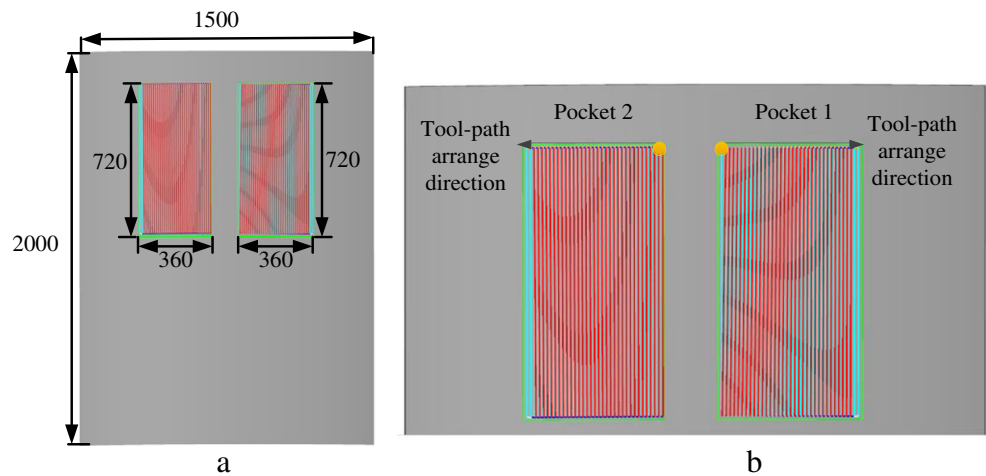 1500
2000
720
720
360
360
a
Pocket 2
Pocket 1
Tool-path
arrange
direction
Tool-path
arrange
direction
b